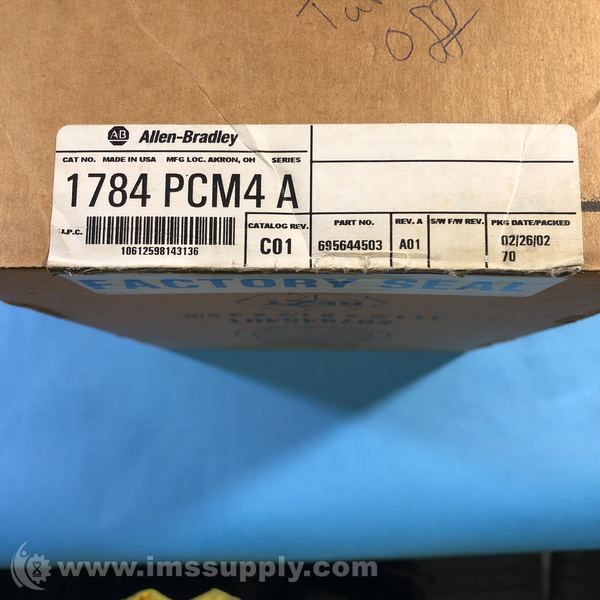 Off
AB Allen-Bradley
CAT NO. MADE IN USA MFG LOC. AKRON, OH SERIES
1784 PCM4 A
10612598143136
CATALOG REV.
C01
PART NO.
695644503
REV. A
A01
S/W F/W REV.
PKG DATE/PACKED
02/26/02
70
FACTORY SEAL
www.imssupply.com